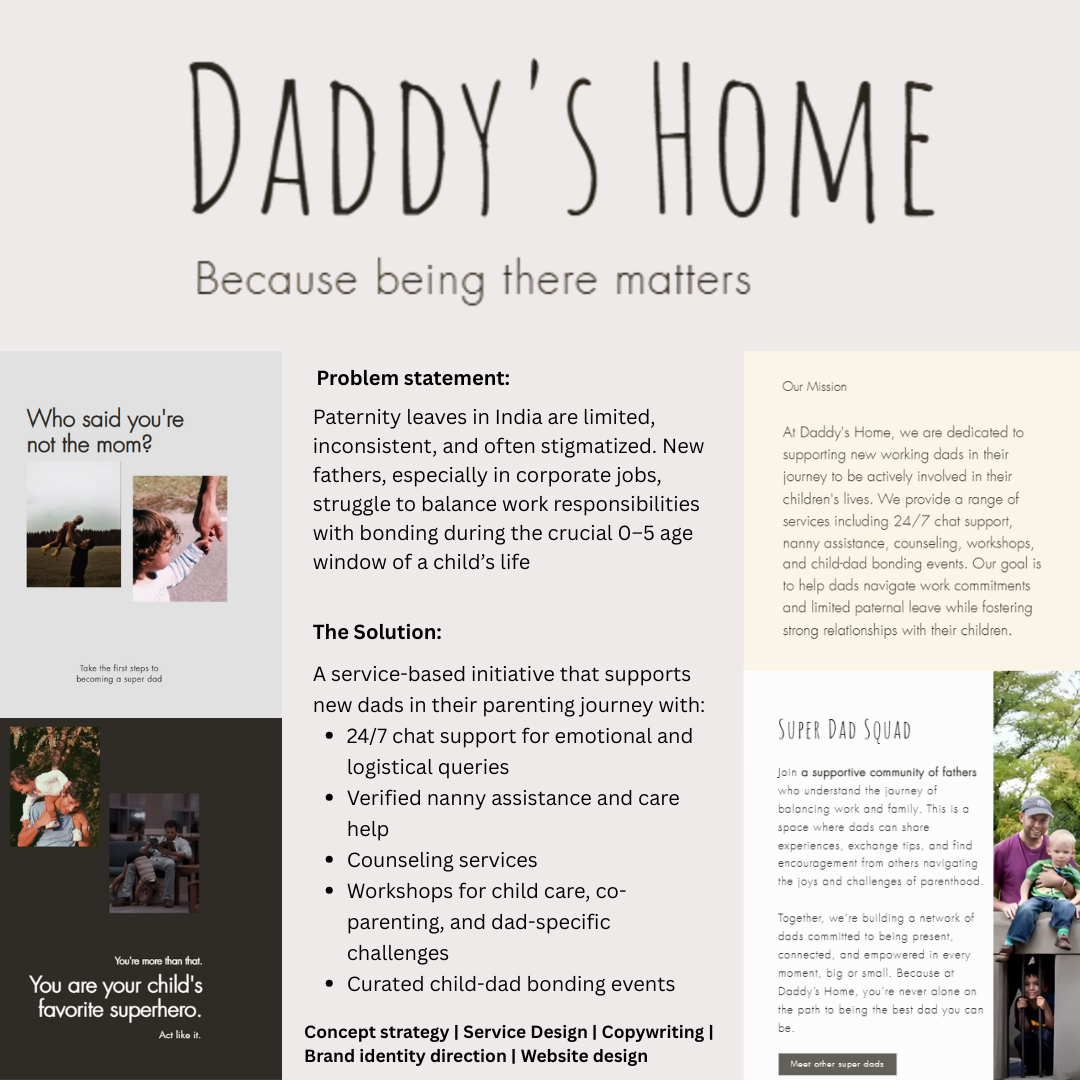 DADDY'S HOME
Because being there matters
Who said you're
not the mom?
Take the first steps to
becoming a super dad
You're more than that.
You are your child's
favorite superhero.
Act like it.
Problem statement:
Paternity leaves in India are limited,
inconsistent, and often stigmatized. New
fathers, especially in corporate jobs,
struggle to balance work responsibilities
with bonding during the crucial 0–5 age
window of a child’s life
The Solution:
A service-based initiative that supports
new dads in their parenting journey with:
• 24/7 chat support for emotional and
logistical queries
• Verified nanny assistance and care
help
• Counseling services
• Workshops for child care, co-
parenting, and dad-specific
challenges
• Curated child-dad bonding events
Concept strategy | Service Design | Copywriting |
Brand identity direction | Website design
Our Mission
At Daddy's Home, we are dedicated to
supporting new working dads in their
journey to be actively involved in their
children's lives. We provide a range of
services including 24/7 chat support,
nanny assistance, counseling, workshops,
and child-dad bonding events. Our goal is
to help dads navigate work commitments
and limited paternal leave while fostering
strong relationships with their children.
SUPER DAD SQUAD
Join a supportive community of fathers
who understand the journey of
balancing work and family. This is a
space where dads can share
experiences, exchange tips, and find
encouragement from others navigating
the joys and challenges of parenthood.
Together, we’re building a network of
dads committed to being present,
connected, and empowered in every
moment, big or small. Because at
Daddy’s Home, you’re never alone on
the path to being the best dad you can
be.
Meet other super dads